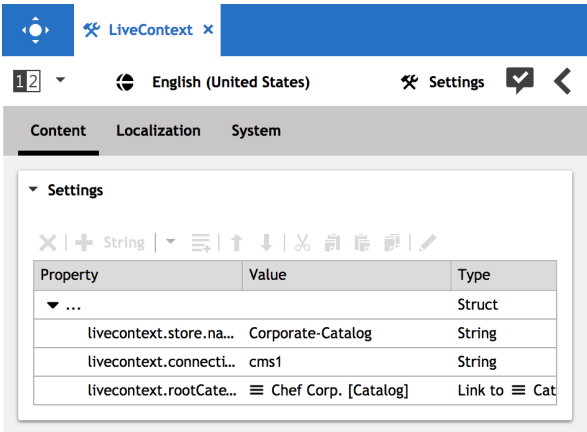 LiveContext ×
12 English (United States) Settings
Content Localization System
Settings
String
Property Value Type
... Struct
livecontext.store.na... Corporate-Catalog String
livecontext.connecti... cms1 String
livecontext.rootCate... Chef Corp. [Catalog] Link to Cat